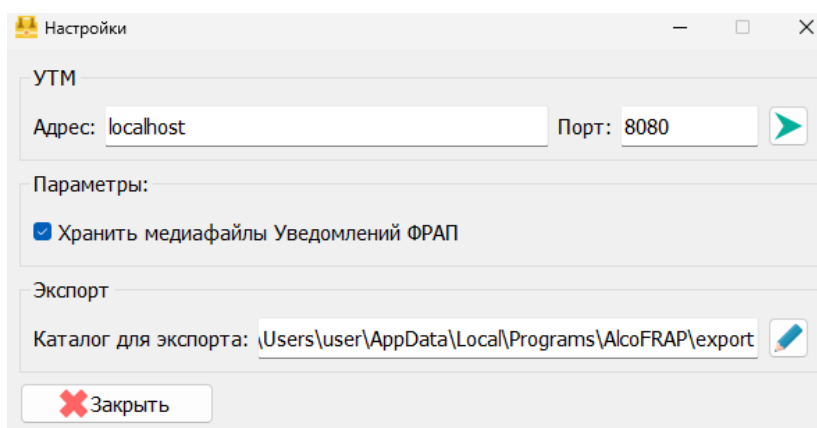 Настройки
УТМ
Адрес: localhost Порт: 8080
Параметры:
Хранить медиафайлы Уведомлений ФРАП
Экспорт
Каталог для экспорта: \Users\user\AppData\Local\Programs\AlcoFRAP\export
Закрыть